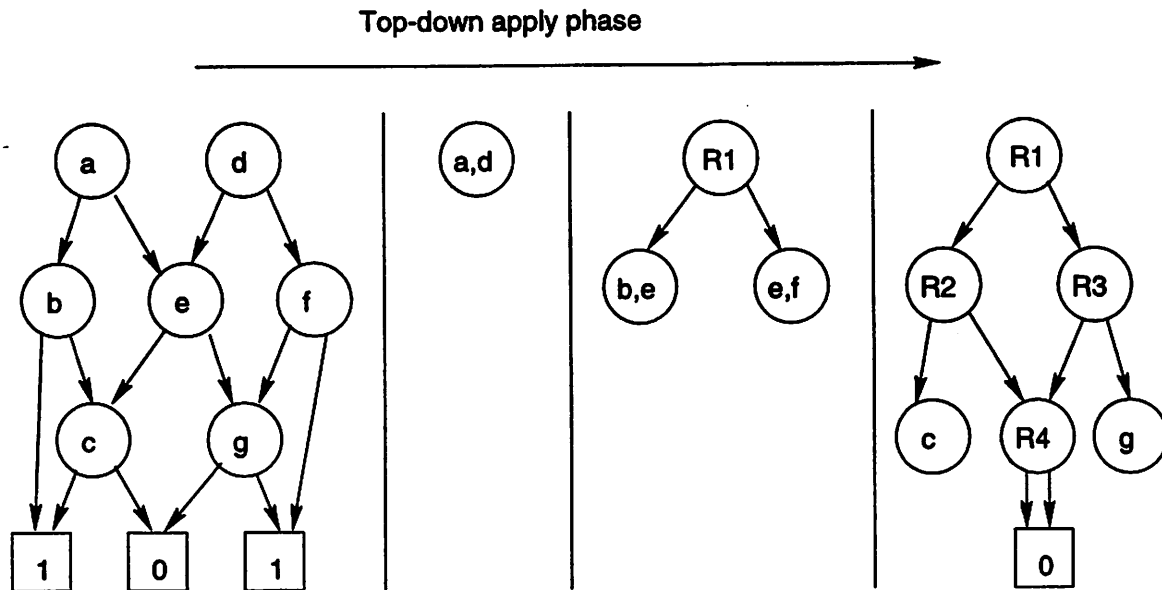 Top-down apply phase
a d a,d R1 R1
b e f b,e e,f R2 R3
c g c R4 g
1 0 1 0